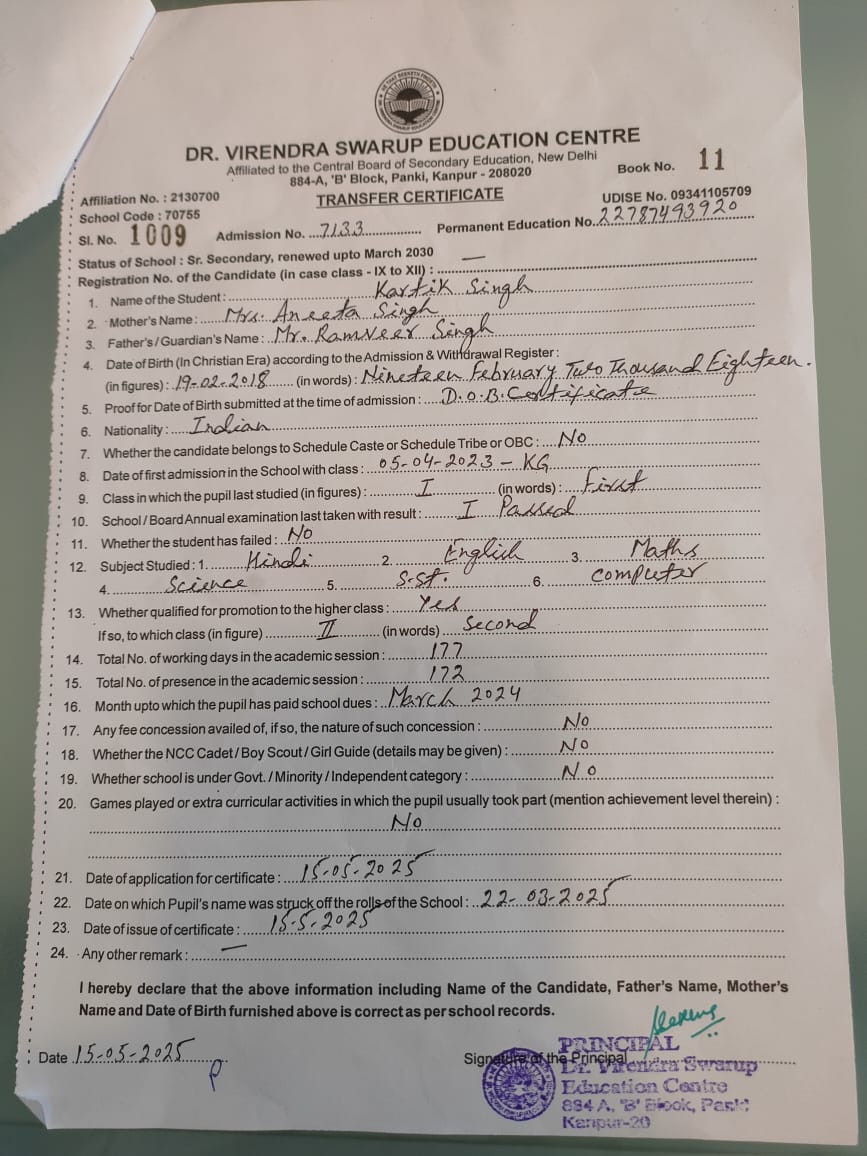 DR. VIRENDRA SWARUP EDUCATION CENTRE
Affiliated to the Central Board of Secondary Education, New Delhi
884-A, 'B' Block, Panki, Kanpur - 208020
Book No. 11
Affiliation No. : 2130700
TRANSFER CERTIFICATE
UDISE No. 09341105709
School Code : 70755
Sl. No. 1009 Admission No. 7133 Permanent Education No. 22787493920
Status of School : Sr. Secondary, renewed upto March 2030
Registration No. of the Candidate (in case class - IX to XII) : —
1. Name of the Student : Kartik Singh
2. Mother's Name : Mrs. Aneeta Singh
3. Father's / Guardian's Name : Mr. Ramveer Singh
4. Date of Birth (In Christian Era) according to the Admission & Withdrawal Register :
(in figures) : 19-02-2018 (in words) : Nineteen February Two Thousand Eighteen.
5. Proof for Date of Birth submitted at the time of admission : D.O.B. Certificate
6. Nationality : Indian
7. Whether the candidate belongs to Schedule Caste or Schedule Tribe or OBC : No
8. Date of first admission in the School with class : 05-04-2023 - KG
9. Class in which the pupil last studied (in figures) : I (in words) : First
10. School / Board Annual examination last taken with result : I Passed
11. Whether the student has failed : No
12. Subject Studied : 1. Hindi 2. English 3. Maths
4. Science 5. S.St. 6. Computer
13. Whether qualified for promotion to the higher class : Yes
If so, to which class (in figure) II (in words) Second
14. Total No. of working days in the academic session : 177
15. Total No. of presence in the academic session : 172
16. Month upto which the pupil has paid school dues : March 2024
17. Any fee concession availed of, if so, the nature of such concession : No
18. Whether the NCC Cadet / Boy Scout / Girl Guide (details may be given) : No
19. Whether school is under Govt. / Minority / Independent category : No
20. Games played or extra curricular activities in which the pupil usually took part (mention achievement level therein) :
No
21. Date of application for certificate : 15-05-2025
22. Date on which Pupil's name was struck off the rolls of the School : 22-03-2025
23. Date of issue of certificate : 15-5-2025
24. Any other remark : —
I hereby declare that the above information including Name of the Candidate, Father's Name, Mother's
Name and Date of Birth furnished above is correct as per school records.
Date 15-05-2025
Signature of the Principal
PRINCIPAL
Dr. Virendra Swarup
Education Centre
884 A, 'B' Block, Panki
Kanpur-20